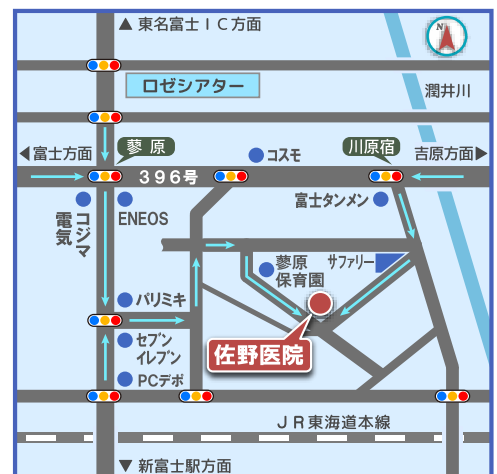 ▲ 東名富士IC方面
N
ロゼシアター
潤井川
◀富士方面
蓼原
コスモ
川原宿
吉原方面▶
396号
富士タンメン
コジマ
電気
ENEOS
蓼原
保育園
サファリー
パリミキ
佐野医院
セブン
イレブン
PCデポ
JR東海道本線
▼ 新富士駅方面